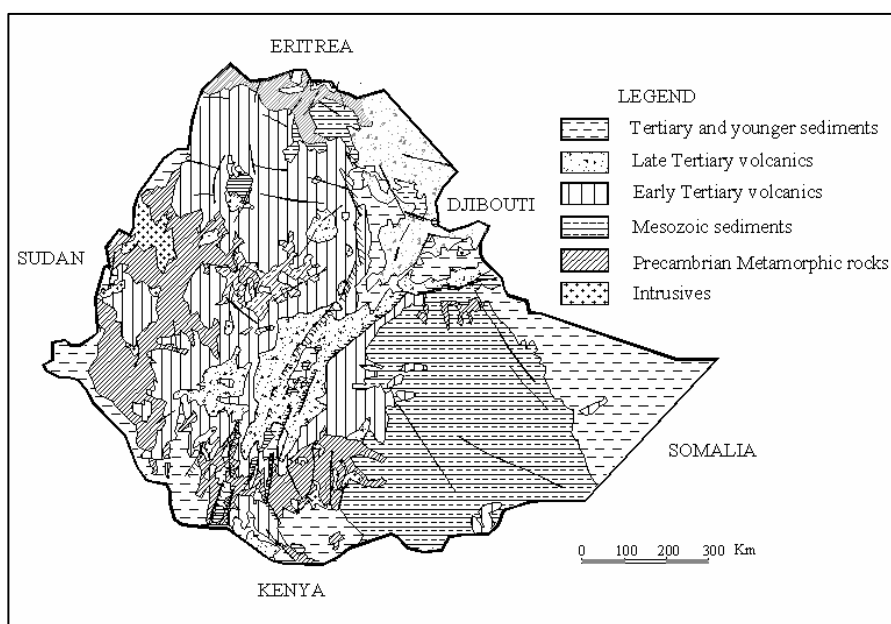 ERITREA
LEGEND
Tertiary and younger sediments
Late Tertiary volcanics
Early Tertiary volcanics
DJIBOUTI
Mesozoic sediments
SUDAN
Precambrian Metamorphic rocks
Intrusives
SOMALIA
0 100 200 300 Km
KENYA